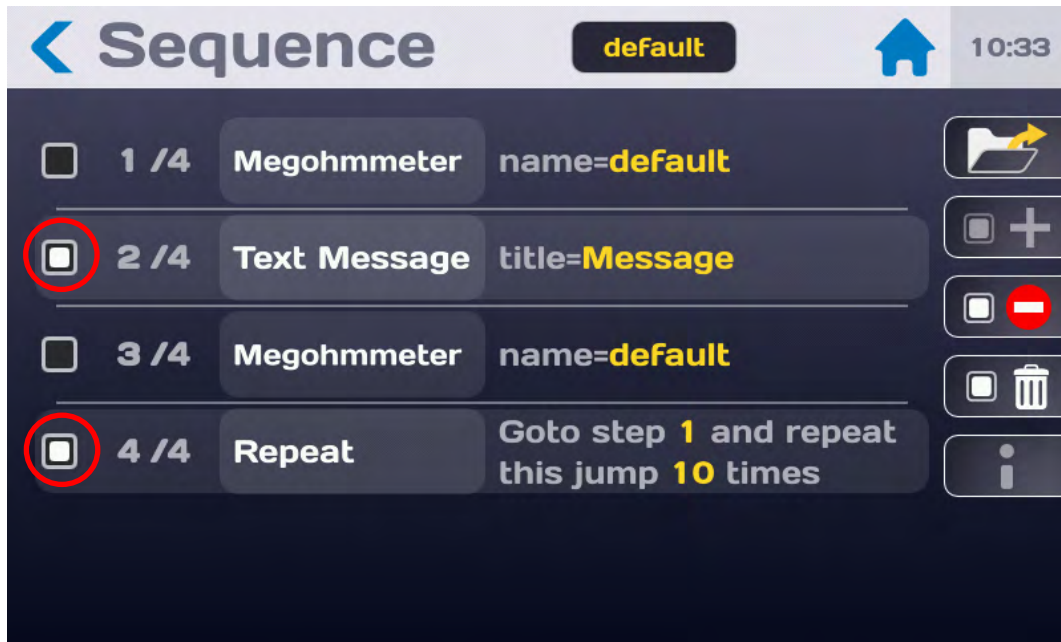 Sequence default 10:33
1 /4 Megohmmeter name=default
2 /4 Text Message title=Message
3 /4 Megohmmeter name=default
4 /4 Repeat Goto step 1 and repeat
this jump 10 times